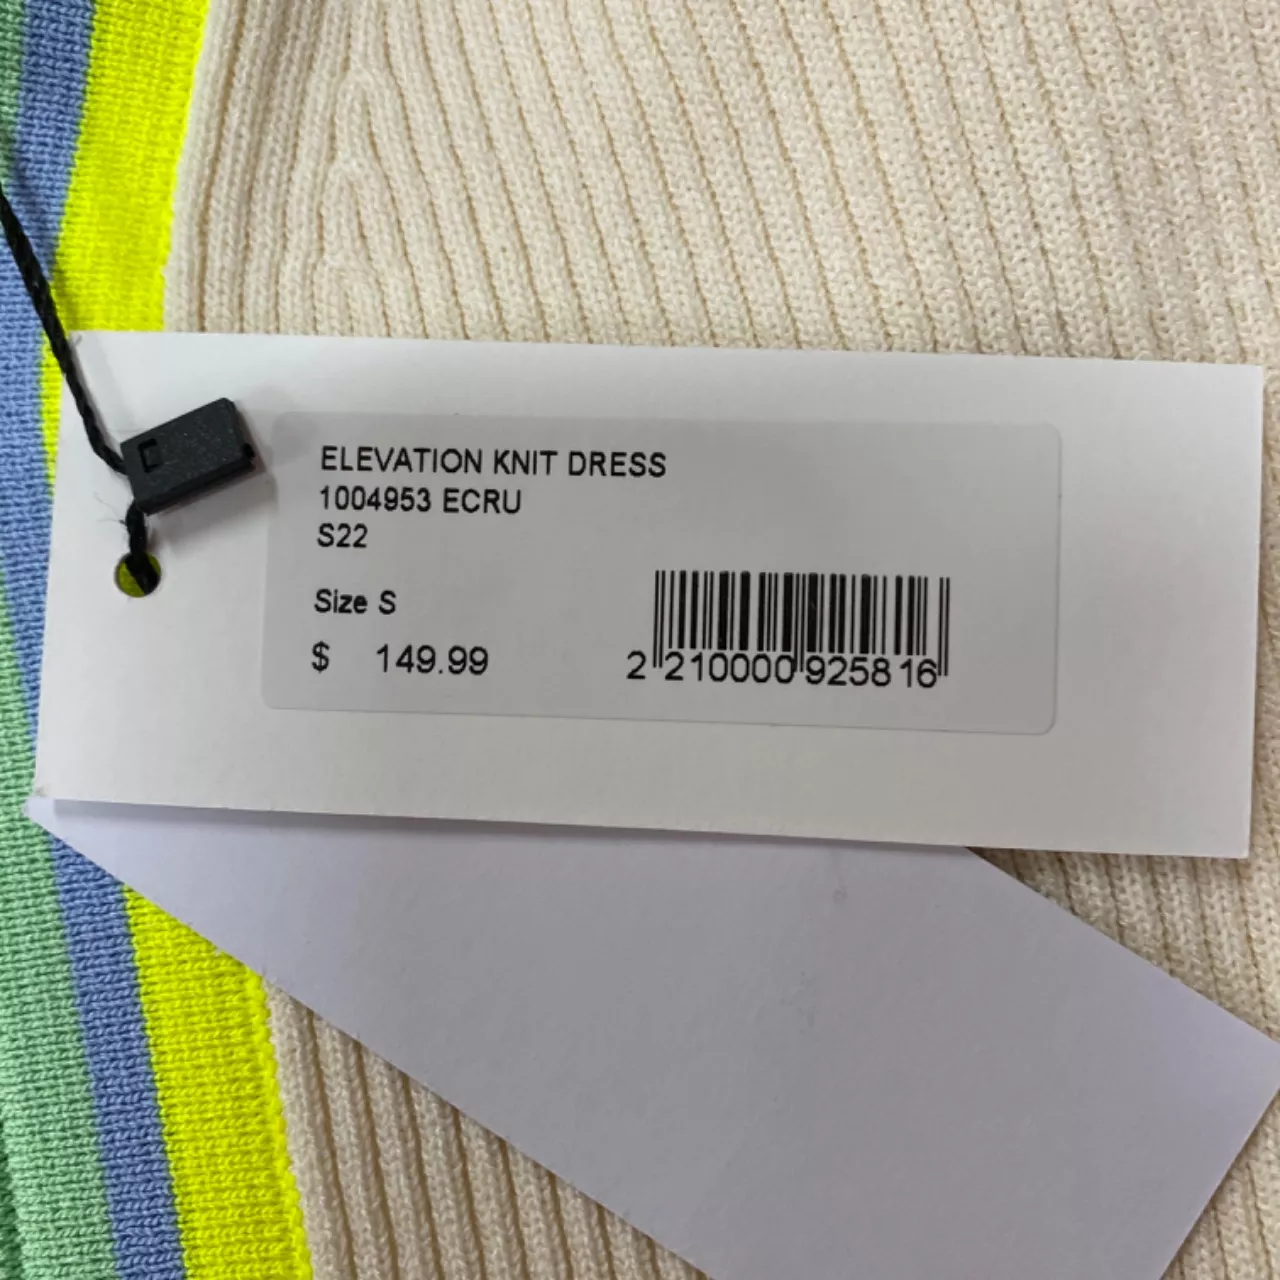 ELEVATION KNIT DRESS
1004953 ECRU
S22
Size S
$ 149.99
2 210000 925816